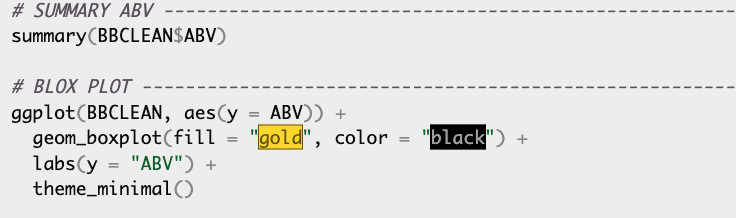 # SUMMARY ABV ------------------------------------------------------------
summary(BBCLEAN$ABV)
# BLOX PLOT --------------------------------------------------------------
ggplot(BBCLEAN, aes(y = ABV)) +
  geom_boxplot(fill = "gold", color = "black") +
  labs(y = "ABV") +
  theme_minimal()